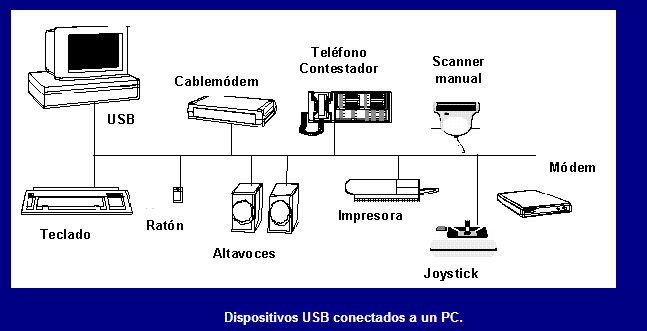 Teléfono
Contestador
Scanner
manual
Cablemódem
USB
Módem
Teclado
Ratón
Altavoces
Impresora
Joystick
Dispositivos USB conectados a un PC.